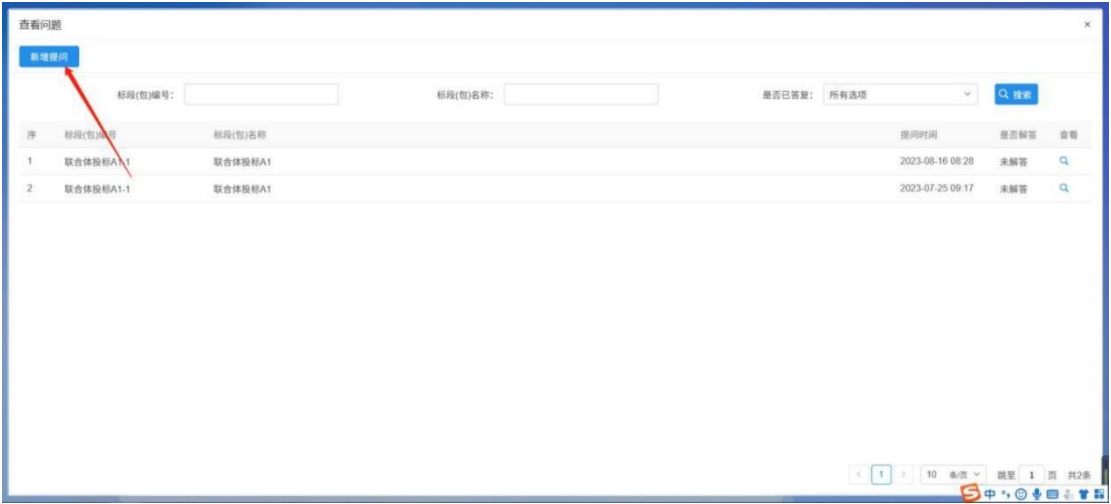 查看问题 ×
新增提问
标段(包)编号: 标段(包)名称: 是否已答复: 所有选项 搜索
序 标段(包)编号 标段(包)名称 提问时间 是否解答 查看
1 联合体投标A1-1 联合体投标A1 2023-08-16 08:28 未解答
2 联合体投标A1-1 联合体投标A1 2023-07-25 09:17 未解答
< 1 > 10 条/页 跳至 1 页 共2条
S 中